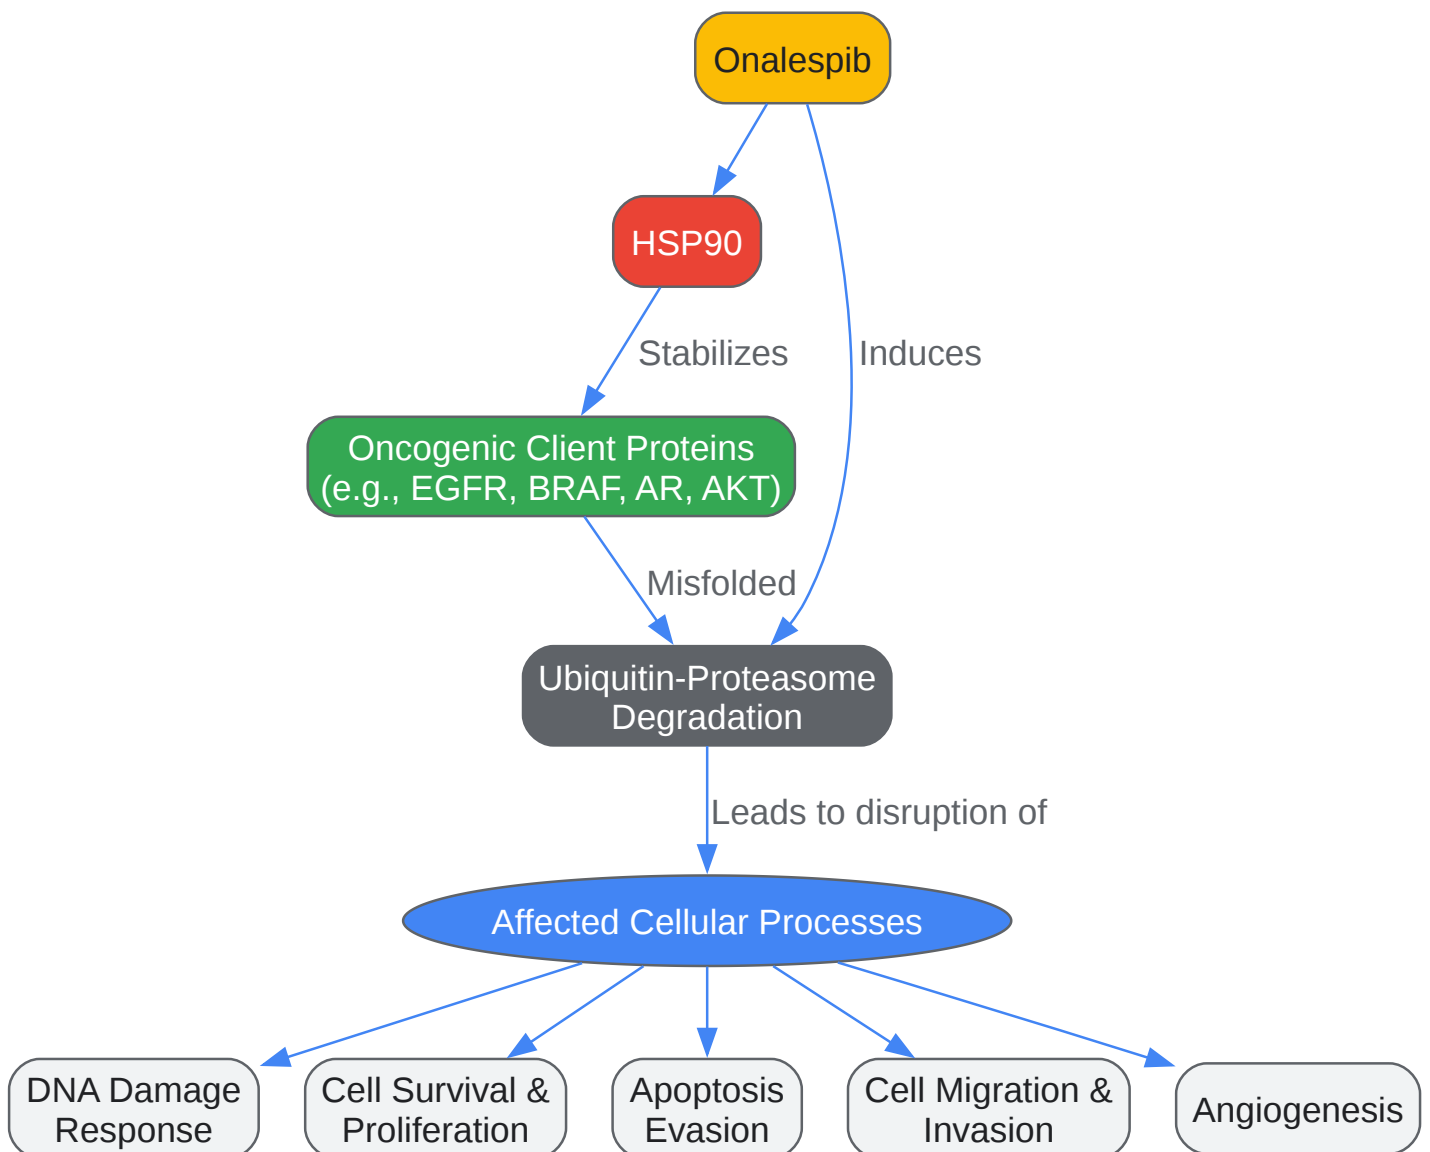 Onalespib
HSP90
Stabilizes
Induces
Oncogenic Client Proteins
(e.g., EGFR, BRAF, AR, AKT)
Misfolded
Ubiquitin-Proteasome
Degradation
Leads to disruption of
Affected Cellular Processes
DNA Damage
Response
Cell Survival &
Proliferation
Apoptosis
Evasion
Cell Migration &
Invasion
Angiogenesis